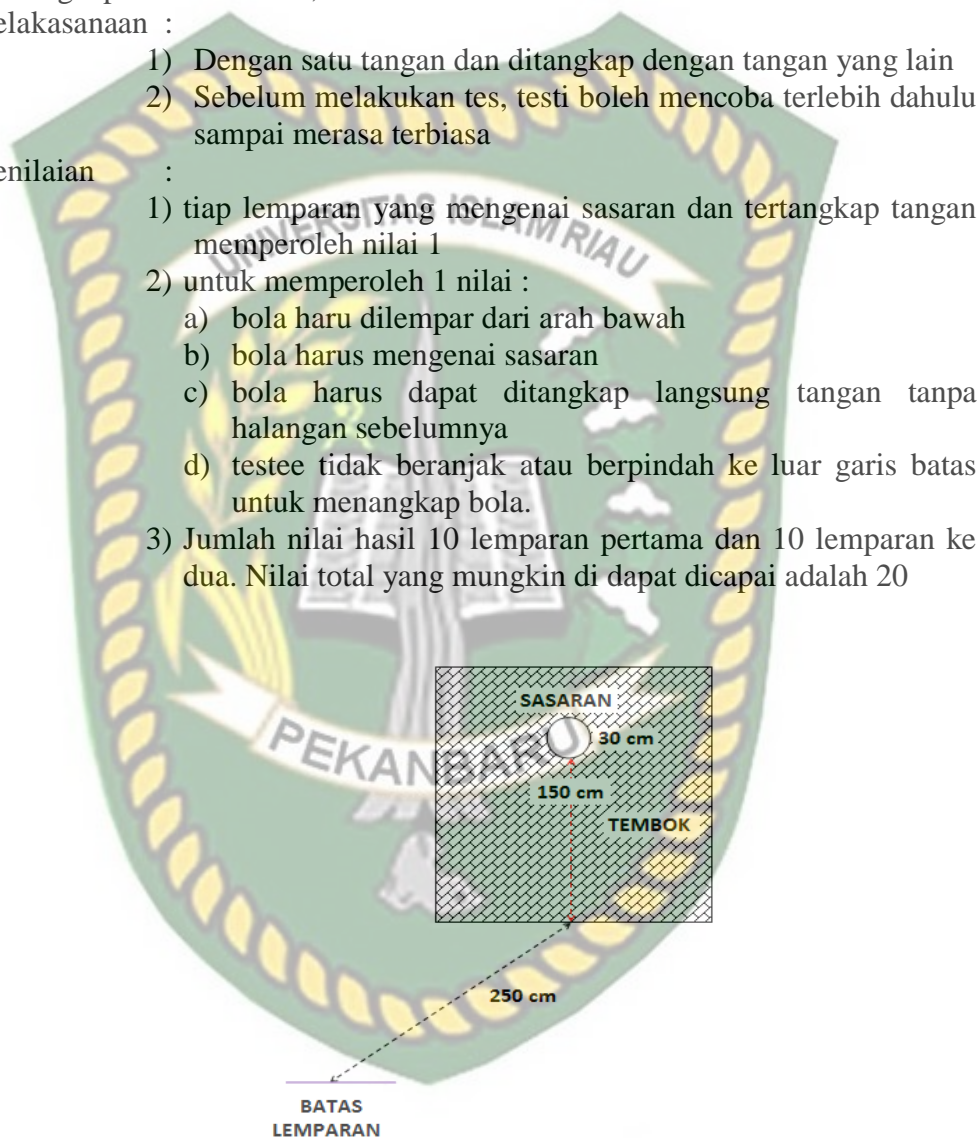 elakasanaan :
1) Dengan satu tangan dan ditangkap dengan tangan yang lain
2) Sebelum melakukan tes, testi boleh mencoba terlebih dahulu
sampai merasa terbiasa
enilaian :
1) tiap lemparan yang mengenai sasaran dan tertangkap tangan
memperoleh nilai 1
2) untuk memperoleh 1 nilai :
a) bola haru dilempar dari arah bawah
b) bola harus mengenai sasaran
c) bola harus dapat ditangkap langsung tangan tanpa
halangan sebelumnya
d) testee tidak beranjak atau berpindah ke luar garis batas
untuk menangkap bola.
3) Jumlah nilai hasil 10 lemparan pertama dan 10 lemparan ke
dua. Nilai total yang mungkin di dapat dicapai adalah 20
UNIVERSITAS ISLAM RIAU
PEKANBARU
SASARAN
30 cm
150 cm
TEMBOK
250 cm
BATAS
LEMPARAN